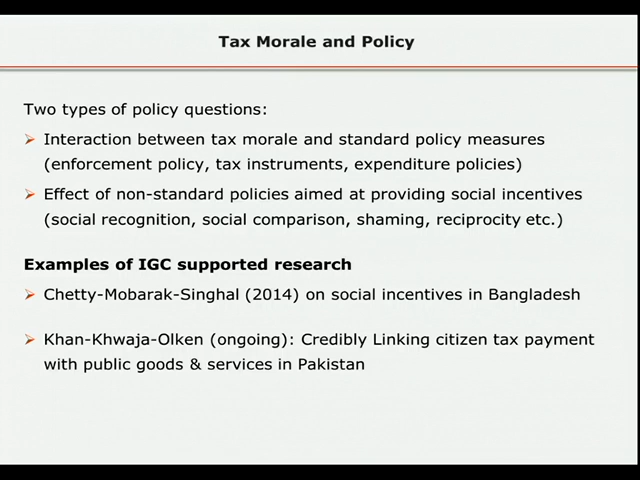 Tax Morale and Policy
Two types of policy questions:
Interaction between tax morale and standard policy measures
(enforcement policy, tax instruments, expenditure policies)
Effect of non-standard policies aimed at providing social incentives
(social recognition, social comparison, shaming, reciprocity etc.)
Examples of IGC supported research
Chetty-Mobarak-Singhal (2014) on social incentives in Bangladesh
Khan-Khwaja-Olken (ongoing): Credibly Linking citizen tax payment
with public goods & services in Pakistan